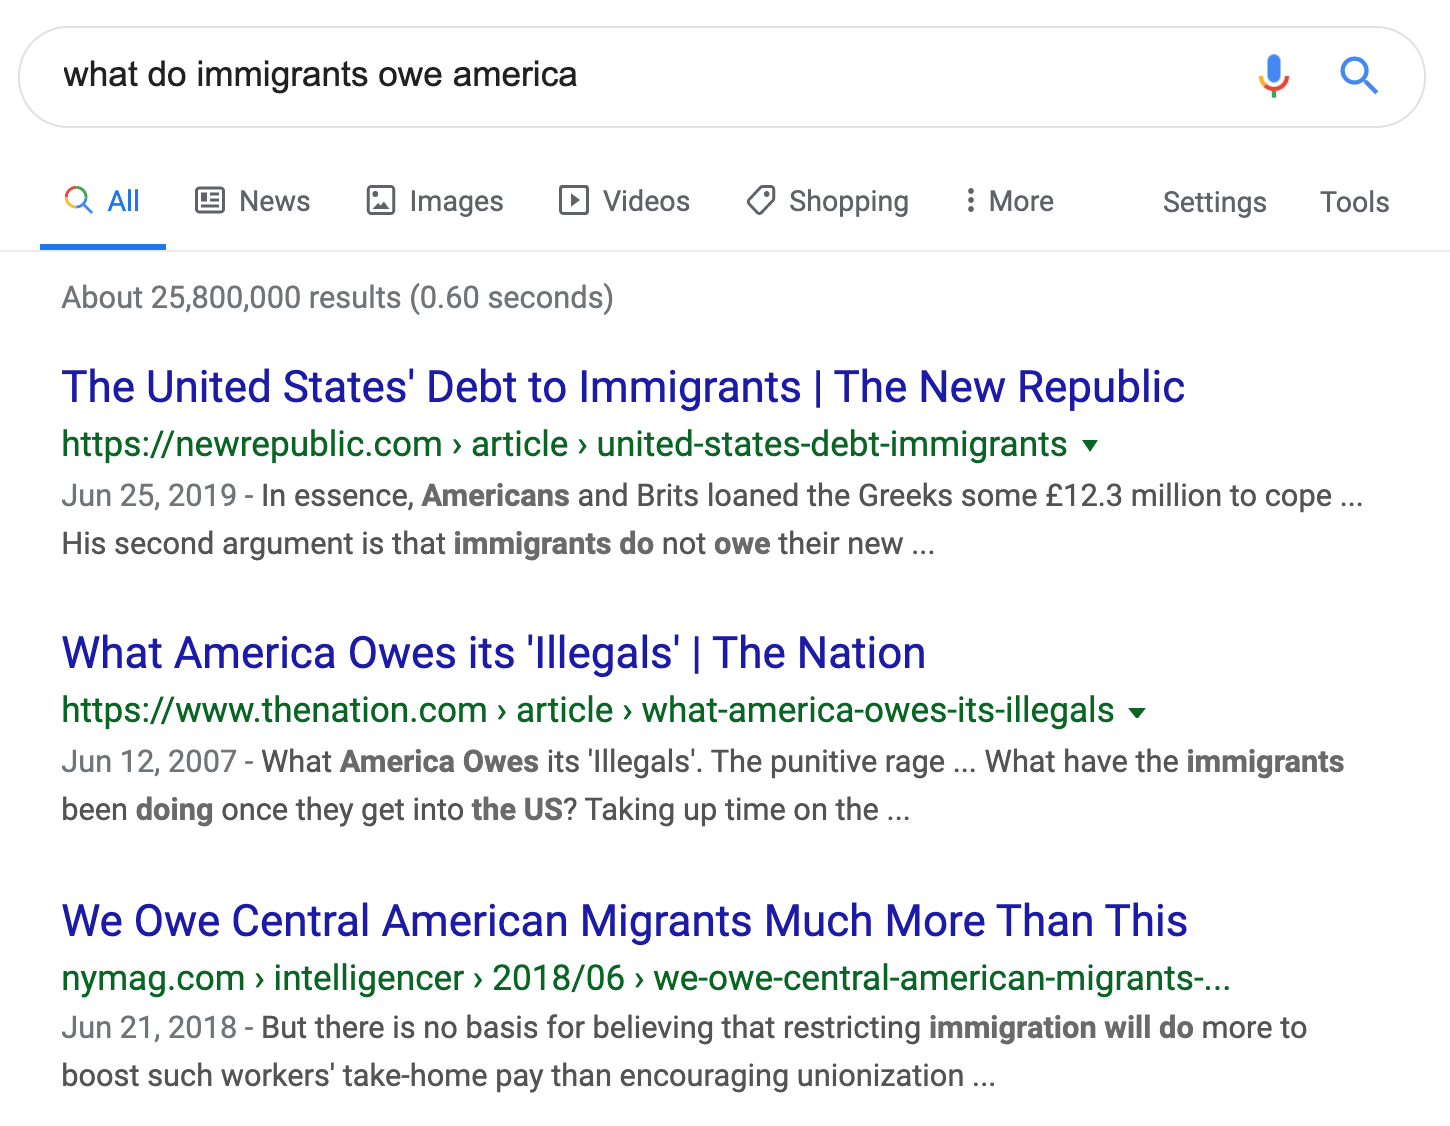 what do immigrants owe america
All News Images Videos Shopping More Settings Tools
About 25,800,000 results (0.60 seconds)
The United States' Debt to Immigrants | The New Republic
https://newrepublic.com › article › united-states-debt-immigrants
Jun 25, 2019 - In essence, Americans and Brits loaned the Greeks some £12.3 million to cope ...
His second argument is that immigrants do not owe their new ...
What America Owes its 'Illegals' | The Nation
https://www.thenation.com › article › what-america-owes-its-illegals
Jun 12, 2007 - What America Owes its 'Illegals'. The punitive rage ... What have the immigrants
been doing once they get into the US? Taking up time on the ...
We Owe Central American Migrants Much More Than This
nymag.com › intelligencer › 2018/06 › we-owe-central-american-migrants-...
Jun 21, 2018 - But there is no basis for believing that restricting immigration will do more to
boost such workers' take-home pay than encouraging unionization ...